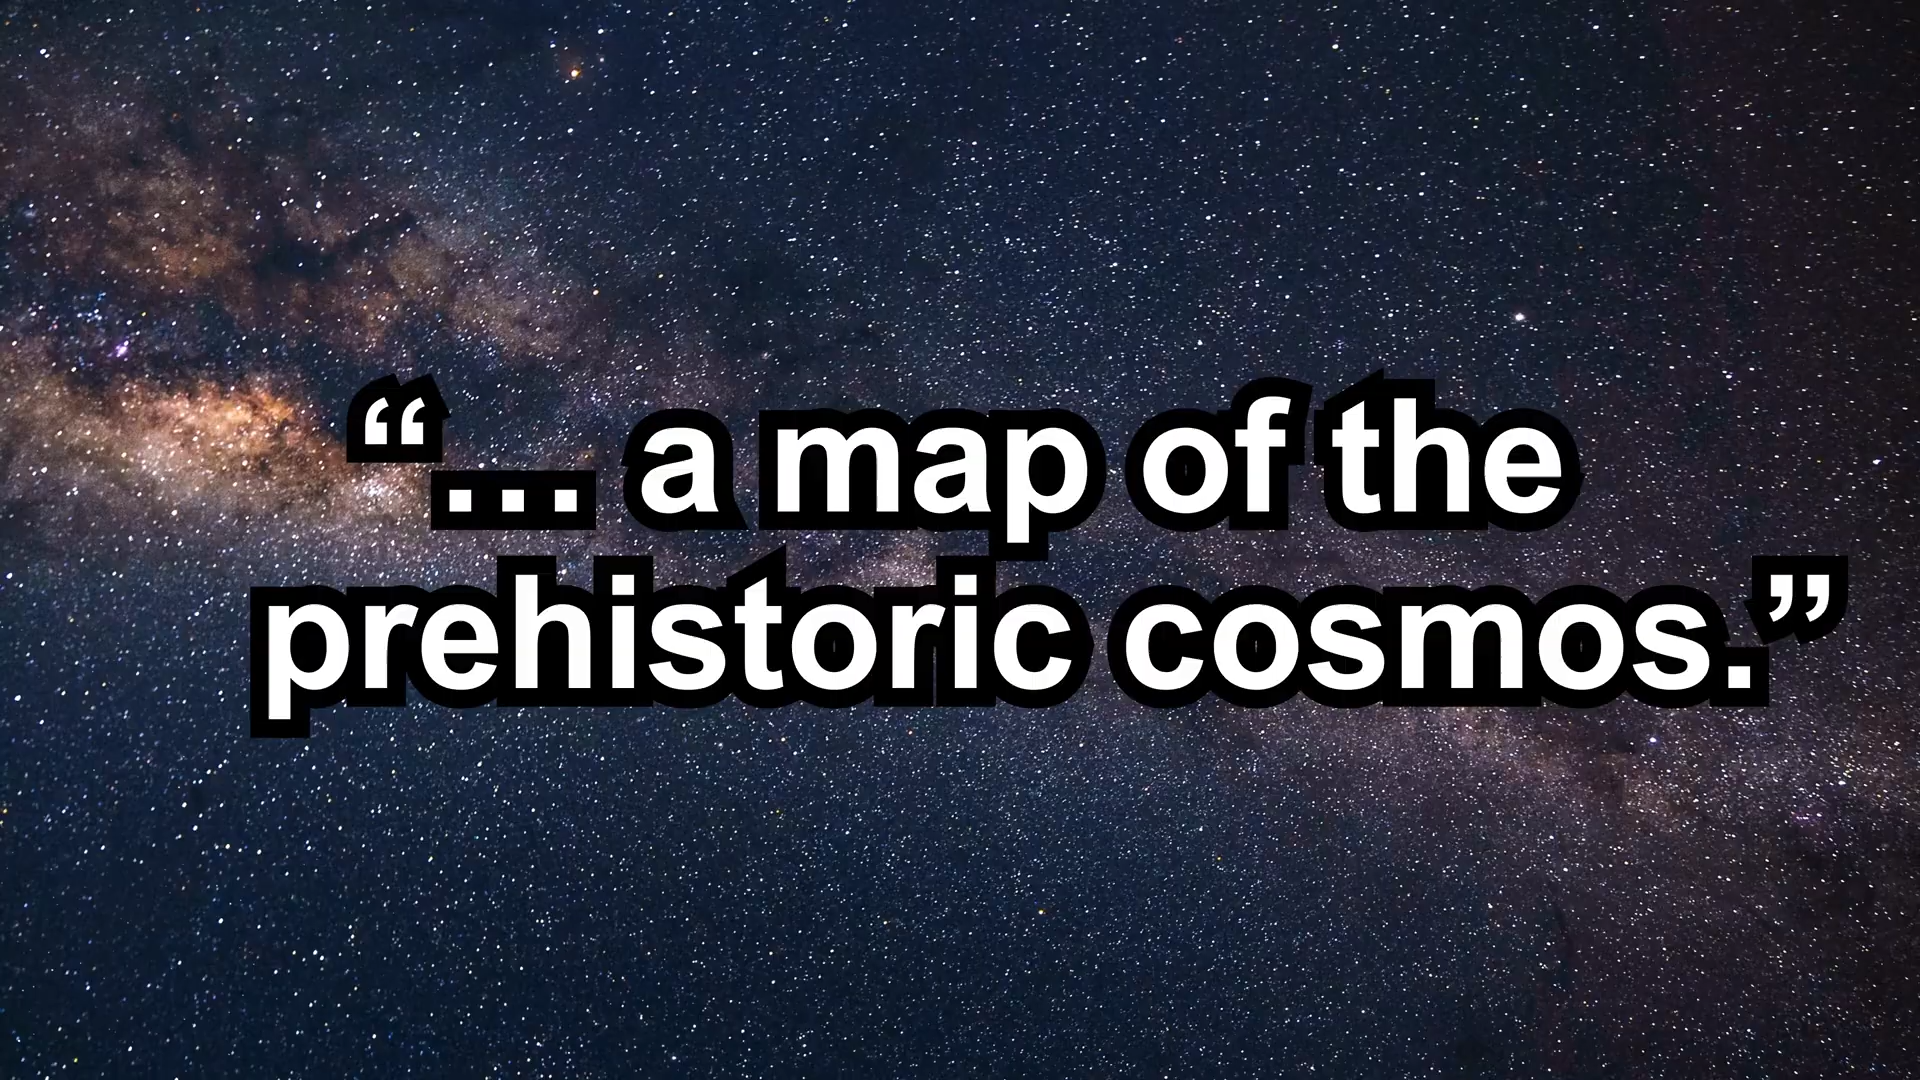 “… a map of the
prehistoric cosmos.”